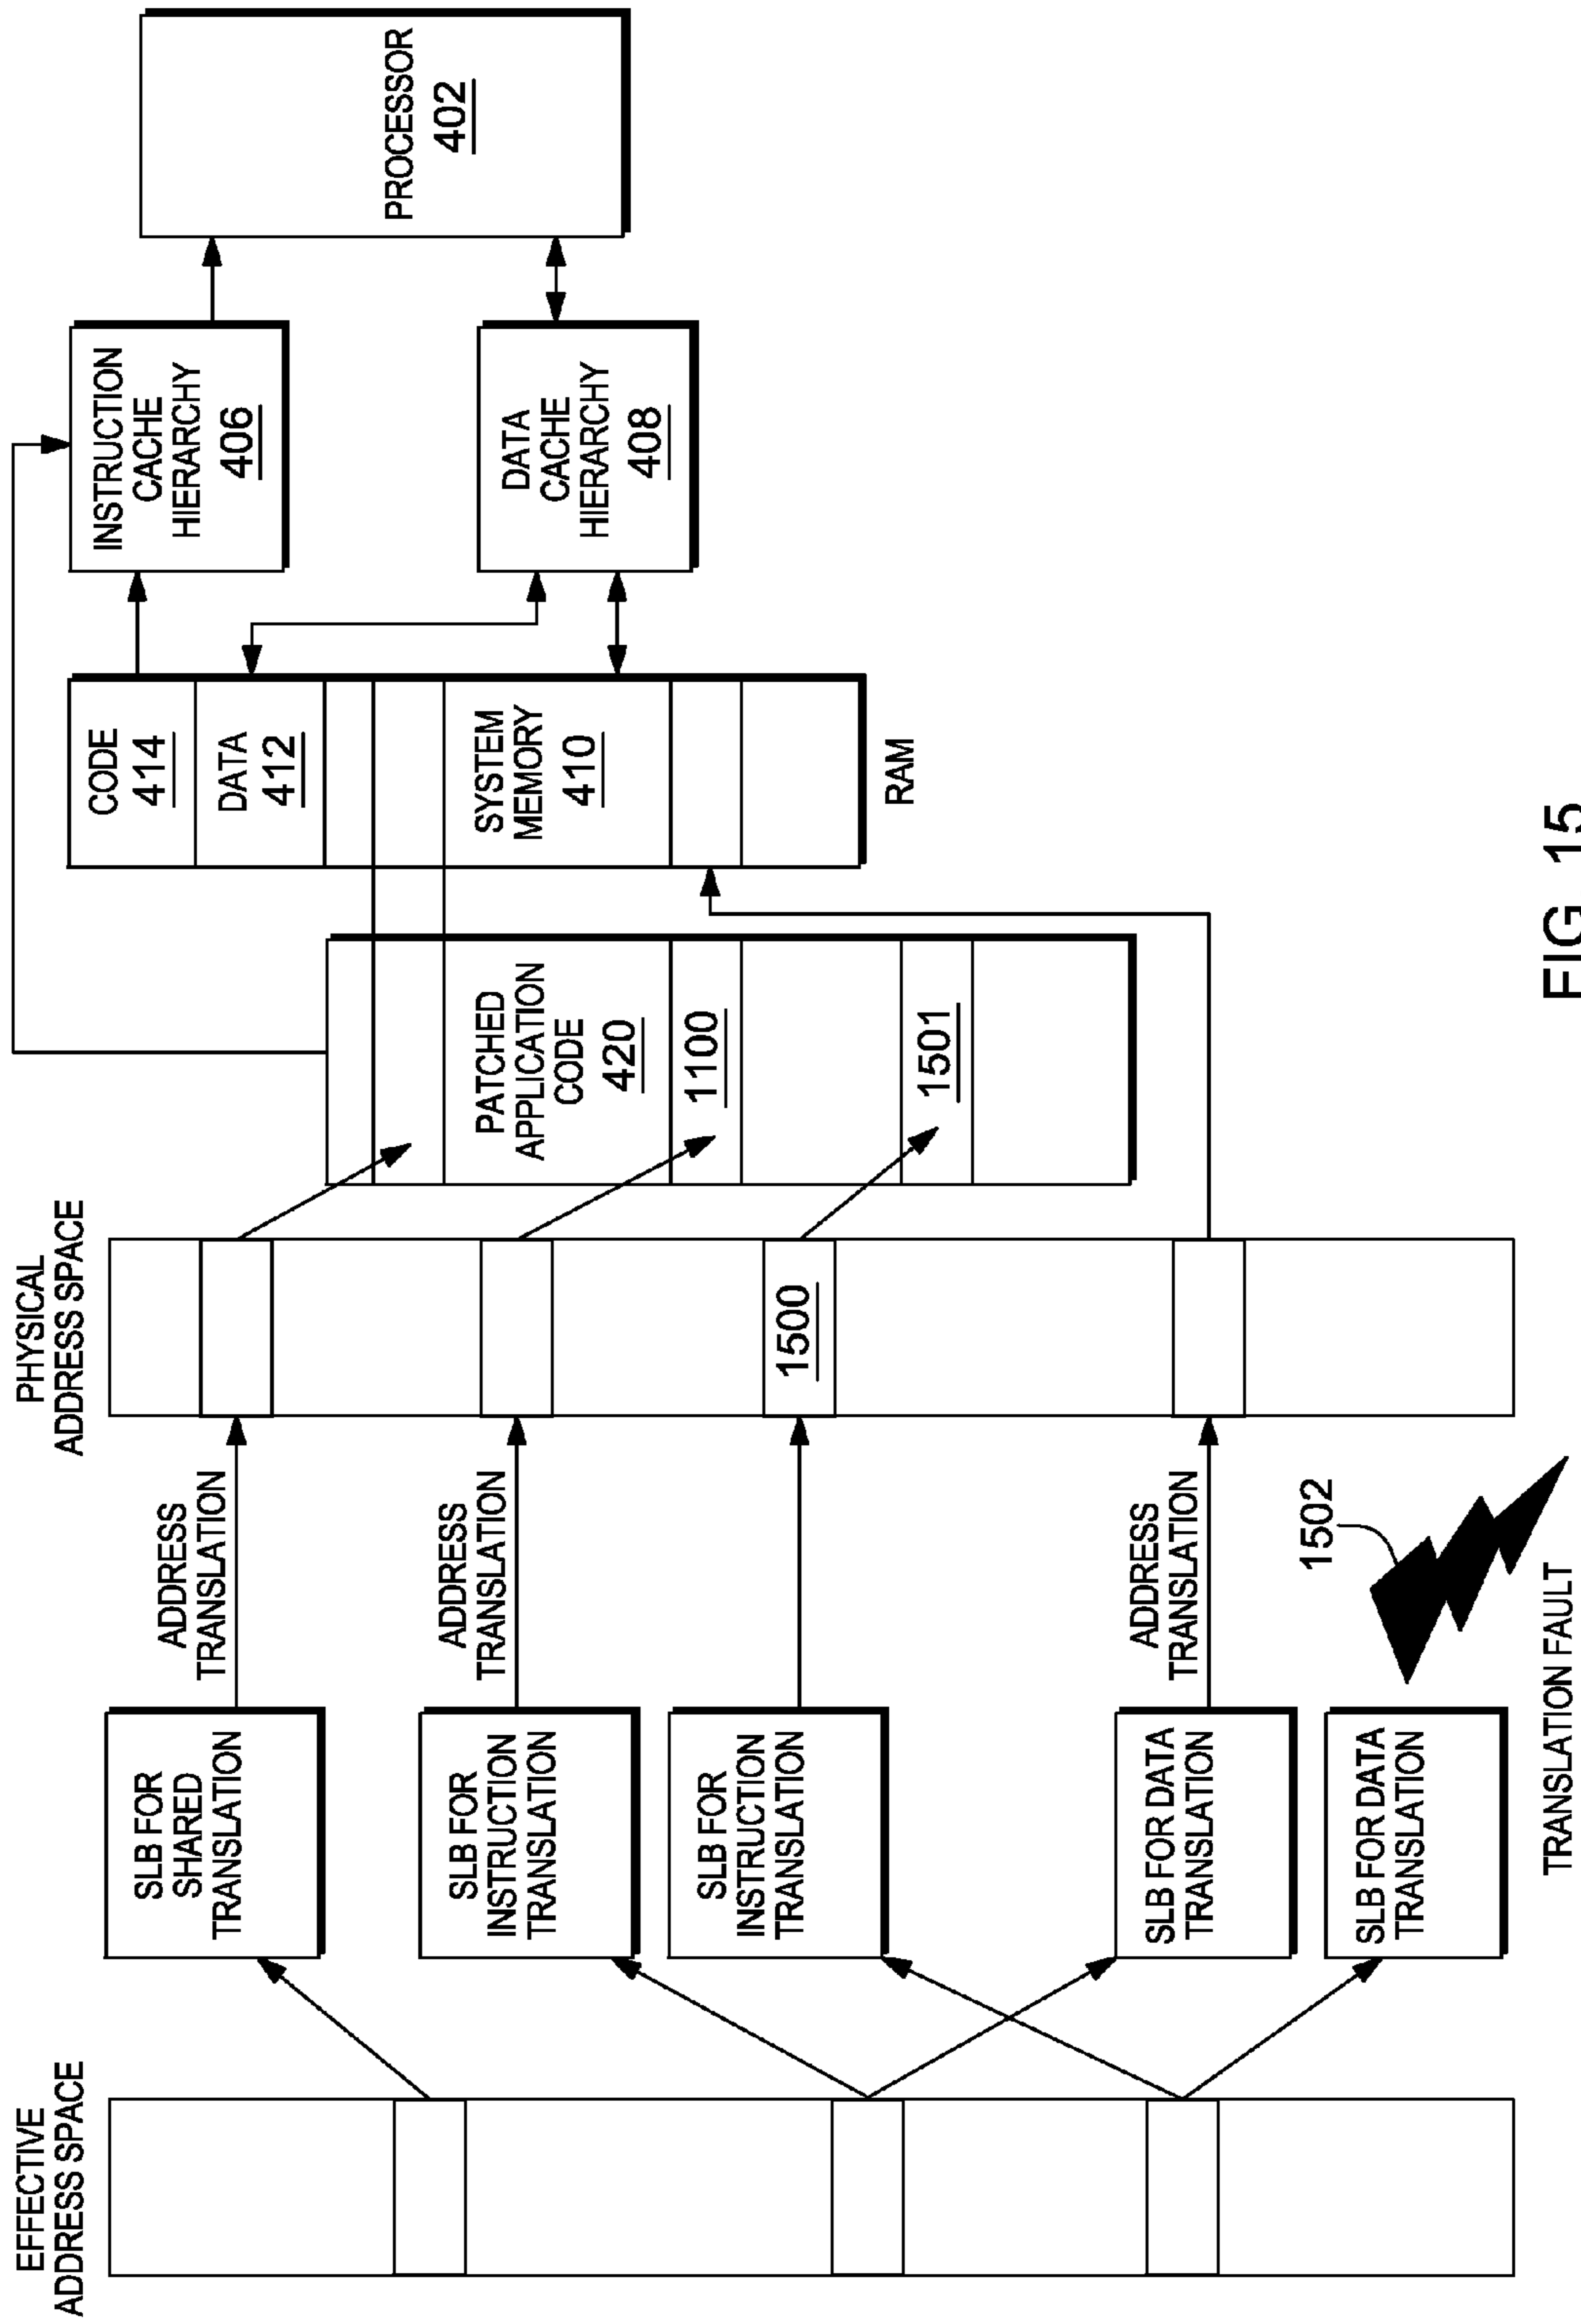 EFFECTIVE
ADDRESS SPACE
SLB FOR
SHARED
TRANSLATION
SLB FOR
INSTRUCTION
TRANSLATION
SLB FOR
INSTRUCTION
TRANSLATION
SLB FOR DATA
TRANSLATION
SLB FOR DATA
TRANSLATION
ADDRESS
TRANSLATION
ADDRESS
TRANSLATION
ADDRESS
TRANSLATION
1502
TRANSLATION FAULT
PHYSICAL
ADDRESS SPACE
1500
PATCHED
APPLICATION
CODE
420
1100
1501
CODE
414
DATA
412
SYSTEM
MEMORY
410
RAM
INSTRUCTION
CACHE
HIERARCHY
406
DATA
CACHE
HIERARCHY
408
PROCESSOR
402
FIG. 15